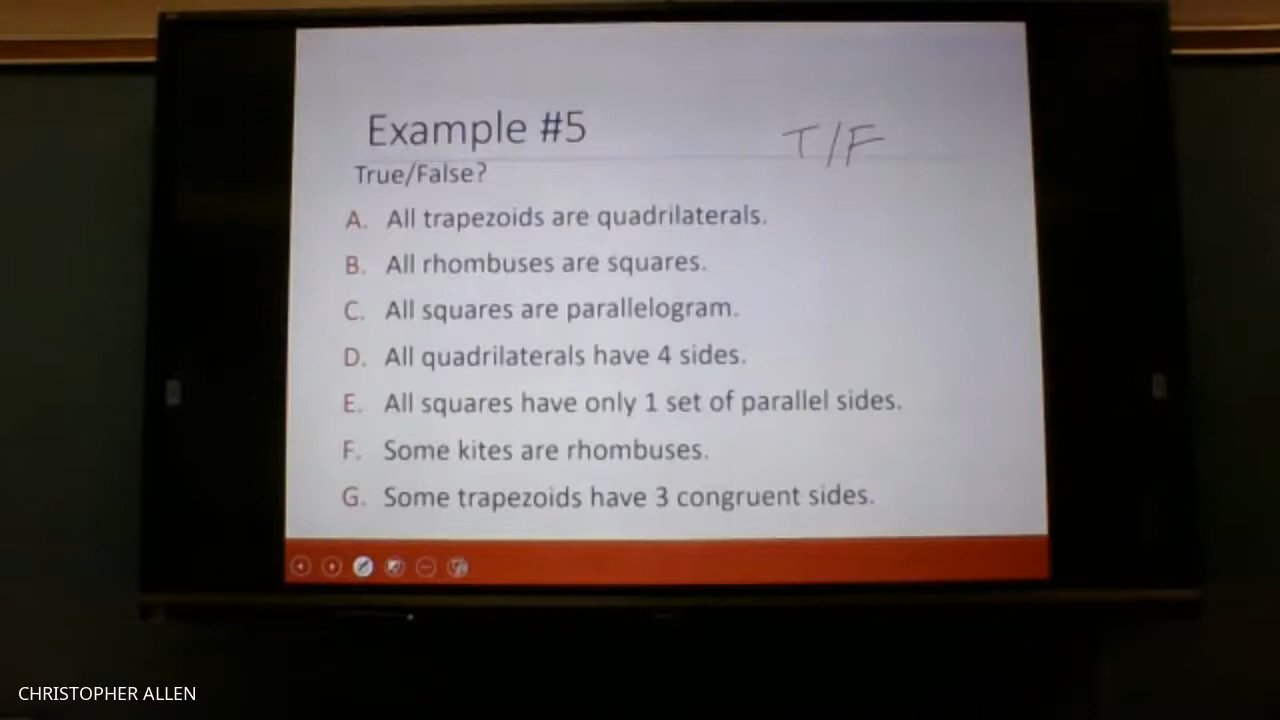 Example #5
T/F
True/False?
A. All trapezoids are quadrilaterals.
B. All rhombuses are squares.
C. All squares are parallelogram.
D. All quadrilaterals have 4 sides.
E. All squares have only 1 set of parallel sides.
F. Some kites are rhombuses.
G. Some trapezoids have 3 congruent sides.
CHRISTOPHER ALLEN